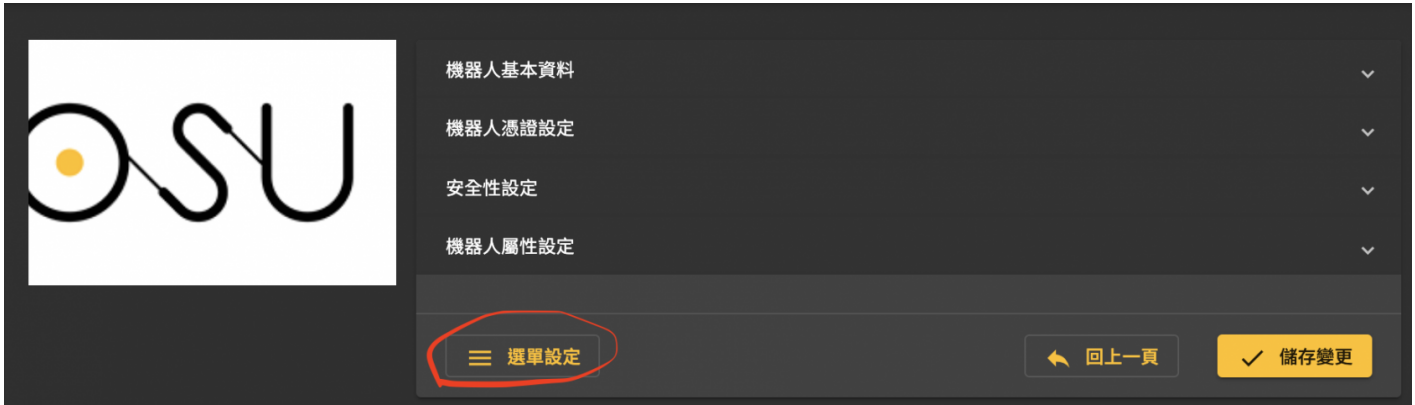 OSU
機器人基本資料
機器人憑證設定
安全性設定
機器人屬性設定
選單設定
回上一頁
儲存變更